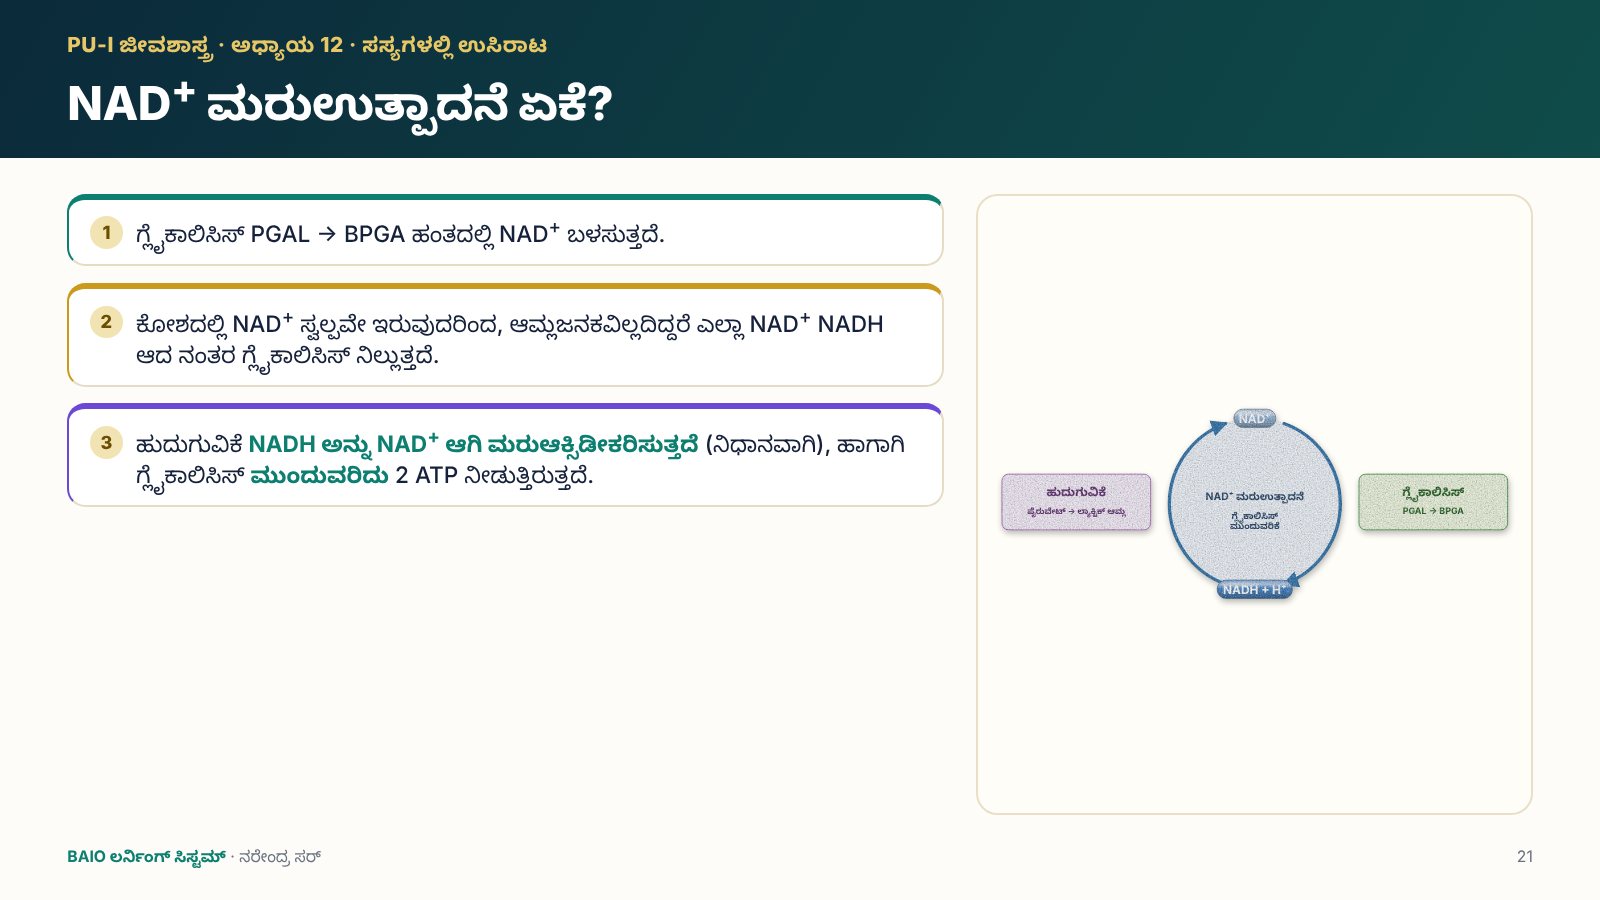 PU-I ಜೀವಶಾಸ್ತ್ರ · ಅಧ್ಯಾಯ 12 · ಸಸ್ಯಗಳಲ್ಲಿ ಉಸಿರಾಟ
NAD⁺ ಮರುಉತ್ಪಾದನೆ ಏಕೆ?
1 ಗ್ಲೈಕಾಲಿಸಿಸ್ PGAL → BPGA ಹಂತದಲ್ಲಿ NAD⁺ ಬಳಸುತ್ತದೆ.
2 ಕೋಶದಲ್ಲಿ NAD⁺ ಸ್ವಲ್ಪವೇ ಇರುವುದರಿಂದ, ಆಮ್ಲಜನಕವಿಲ್ಲದಿದ್ದರೆ ಎಲ್ಲಾ NAD⁺ NADH
ಆದ ನಂತರ ಗ್ಲೈಕಾಲಿಸಿಸ್ ನಿಲ್ಲುತ್ತದೆ.
3 ಹುದುಗುವಿಕೆ NADH ಅನ್ನು NAD⁺ ಆಗಿ ಮರುಆಕ್ಸಿಡೀಕರಿಸುತ್ತದೆ (ನಿಧಾನವಾಗಿ), ಹಾಗಾಗಿ
ಗ್ಲೈಕಾಲಿಸಿಸ್ ಮುಂದುವರಿದು 2 ATP ನೀಡುತ್ತಿರುತ್ತದೆ.
NAD⁺
ಹುದುಗುವಿಕೆ
ಪೈರುವೇಟ್ → ಲ್ಯಾಕ್ಟಿಕ್ ಆಮ್ಲ
NAD⁺ ಮರುಉತ್ಪಾದನೆ
ಗ್ಲೈಕಾಲಿಸಿಸ್
ಮುಂದುವರಿಕೆ
ಗ್ಲೈಕಾಲಿಸಿಸ್
PGAL → BPGA
NADH + H⁺
BAIO ಲರ್ನಿಂಗ್ ಸಿಸ್ಟಮ್ · ನರೇಂದ್ರ ಸರ್
21